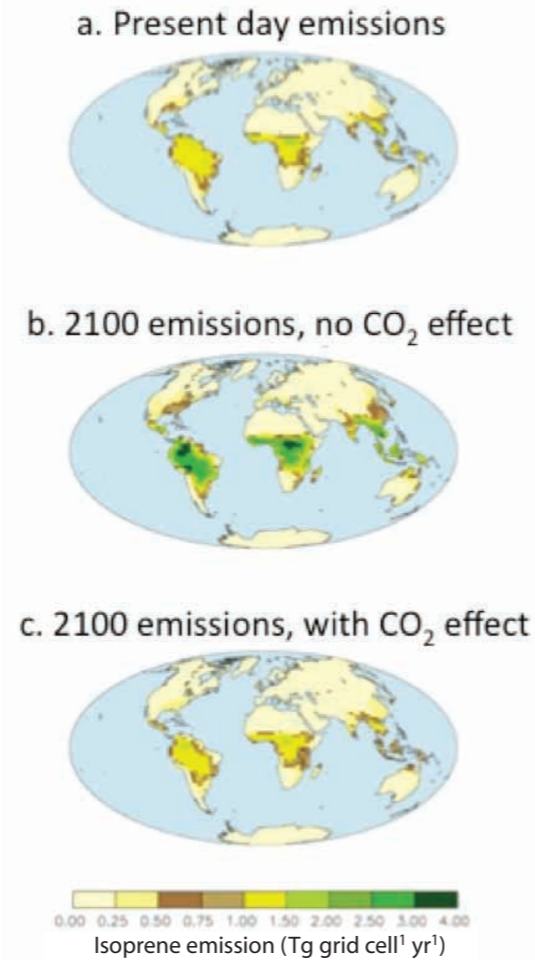 a. Present day emissions
b. 2100 emissions, no CO₂ effect
c. 2100 emissions, with CO₂ effect
0.00 0.25 0.50 0.75 1.00 1.50 2.00 2.50 3.00 4.00
Isoprene emission (Tg grid cell¹ yr¹)